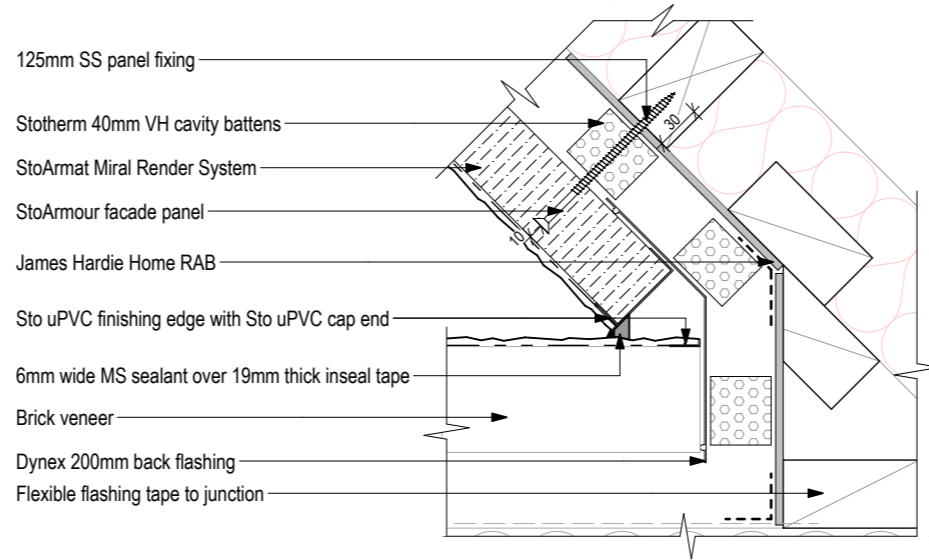 125mm SS panel fixing
Stotherm 40mm VH cavity battens
StoArmat Miral Render System
StoArmour facade panel
James Hardie Home RAB
Sto uPVC finishing edge with Sto uPVC cap end
6mm wide MS sealant over 19mm thick inseal tape
Brick veneer
Dynex 200mm back flashing
Flexible flashing tape to junction
30
10